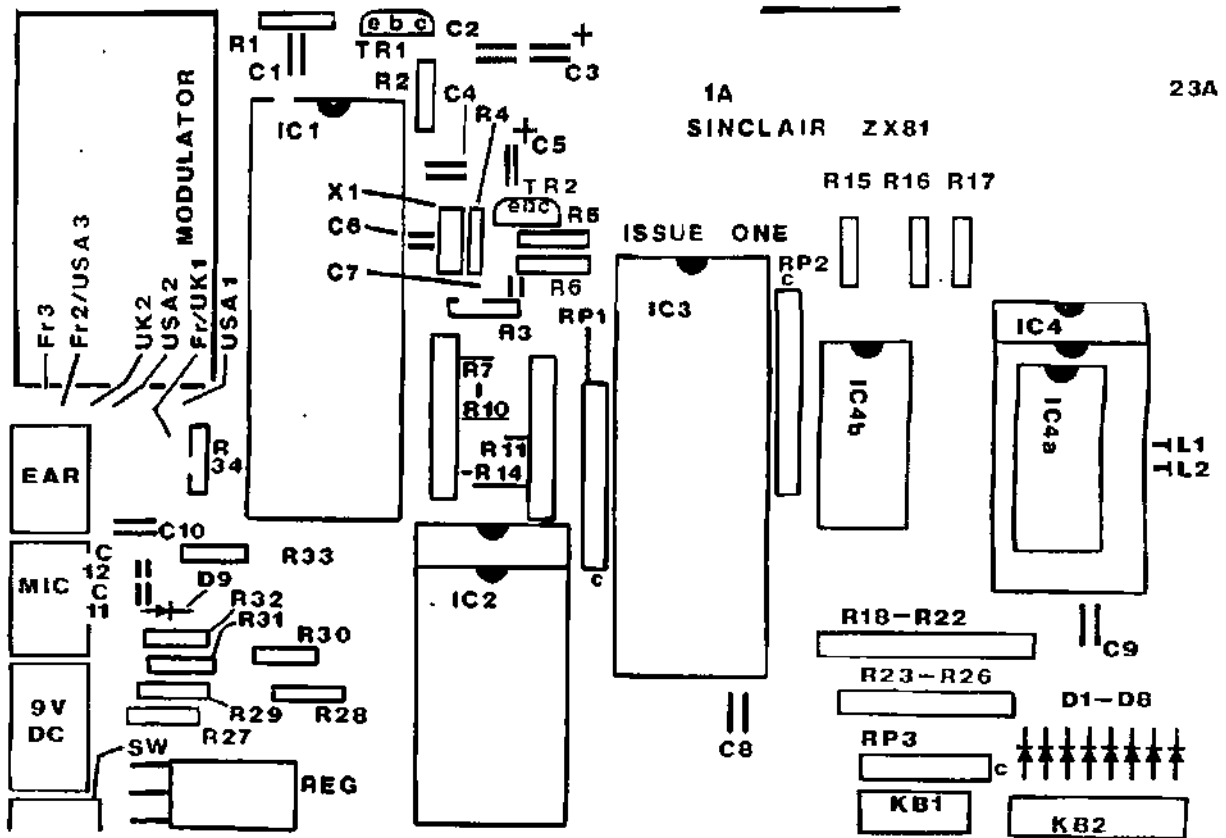 e b c
C2
R1
TR1
C1
C3
R2
C4
R4
1A
23A
IC1
SINCLAIR ZX81
C5
MODULATOR
X1
TR2
R15 R16 R17
ebc
C6
R5
ISSUE ONE
C7
R6
RP2
c
Fr3
Fr2/USA3
UK2
USA2
Fr/UK1
USA1
R3
RP1
IC3
IC4
R7
R10
IC4b
IC4a
R
34
R11
R14
L1
L2
EAR
C10
C
12
R33
MIC
C
11
D9
c
R32
R31
IC2
R30
R18-R22
C9
R23-R26
9V
DC
R29
R28
D1-D8
R27
SW
C8
RP3
c
REG
KB1
KB2